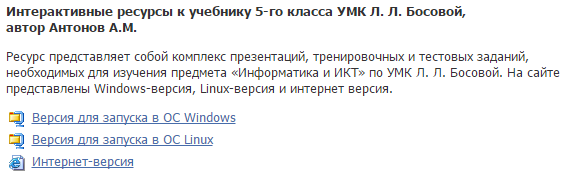 Интерактивные ресурсы к учебнику 5-го класса УМК Л. Л. Босовой,
автор Антонов А.М.
Ресурс представляет собой комплекс презентаций, тренировочных и тестовых заданий,
необходимых для изучения предмета «Информатика и ИКТ» по УМК Л. Л. Босовой. На сайте
представлены Windows-версия, Linux-версия и интернет версия.
Версия для запуска в ОС Windows
Версия для запуска в ОС Linux
Интернет-версия